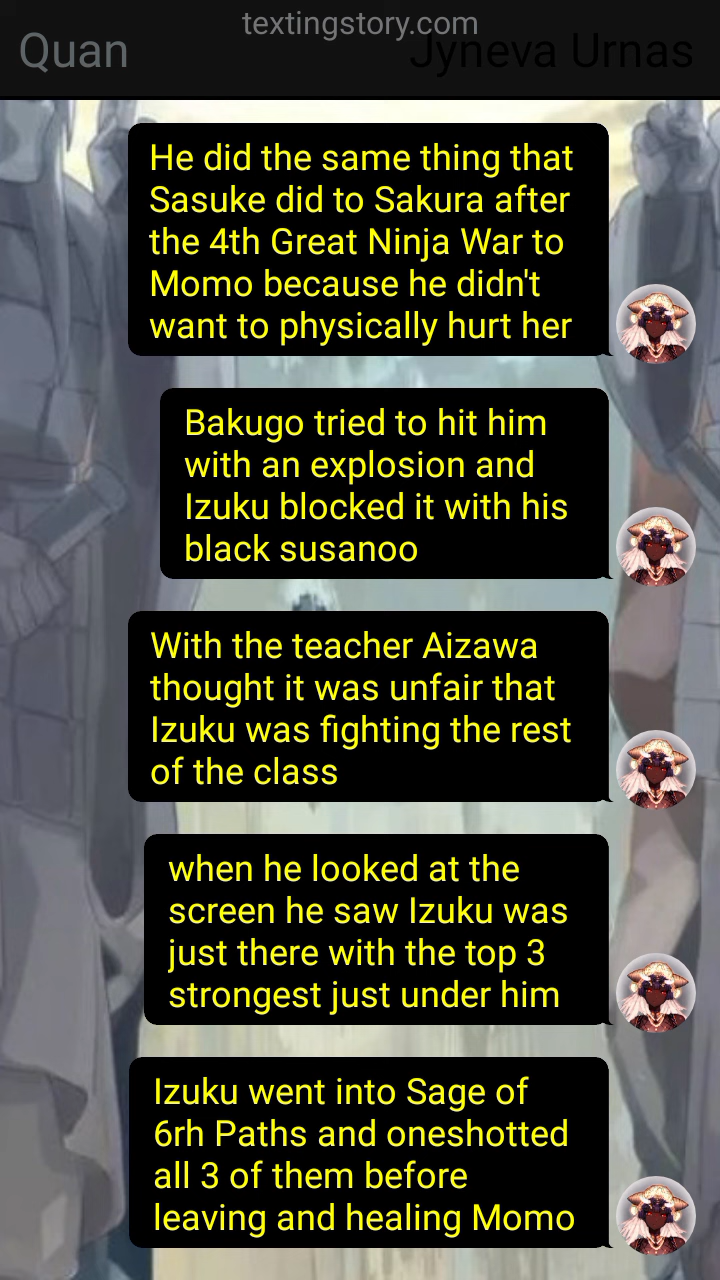 textingstory.com
Quan
Jyneva Urnas
He did the same thing that
Sasuke did to Sakura after
the 4th Great Ninja War to
Momo because he didn't
want to physically hurt her
Bakugo tried to hit him
with an explosion and
Izuku blocked it with his
black susanoo
With the teacher Aizawa
thought it was unfair that
Izuku was fighting the rest
of the class
when he looked at the
screen he saw Izuku was
just there with the top 3
strongest just under him
Izuku went into Sage of
6rh Paths and oneshotted
all 3 of them before
leaving and healing Momo